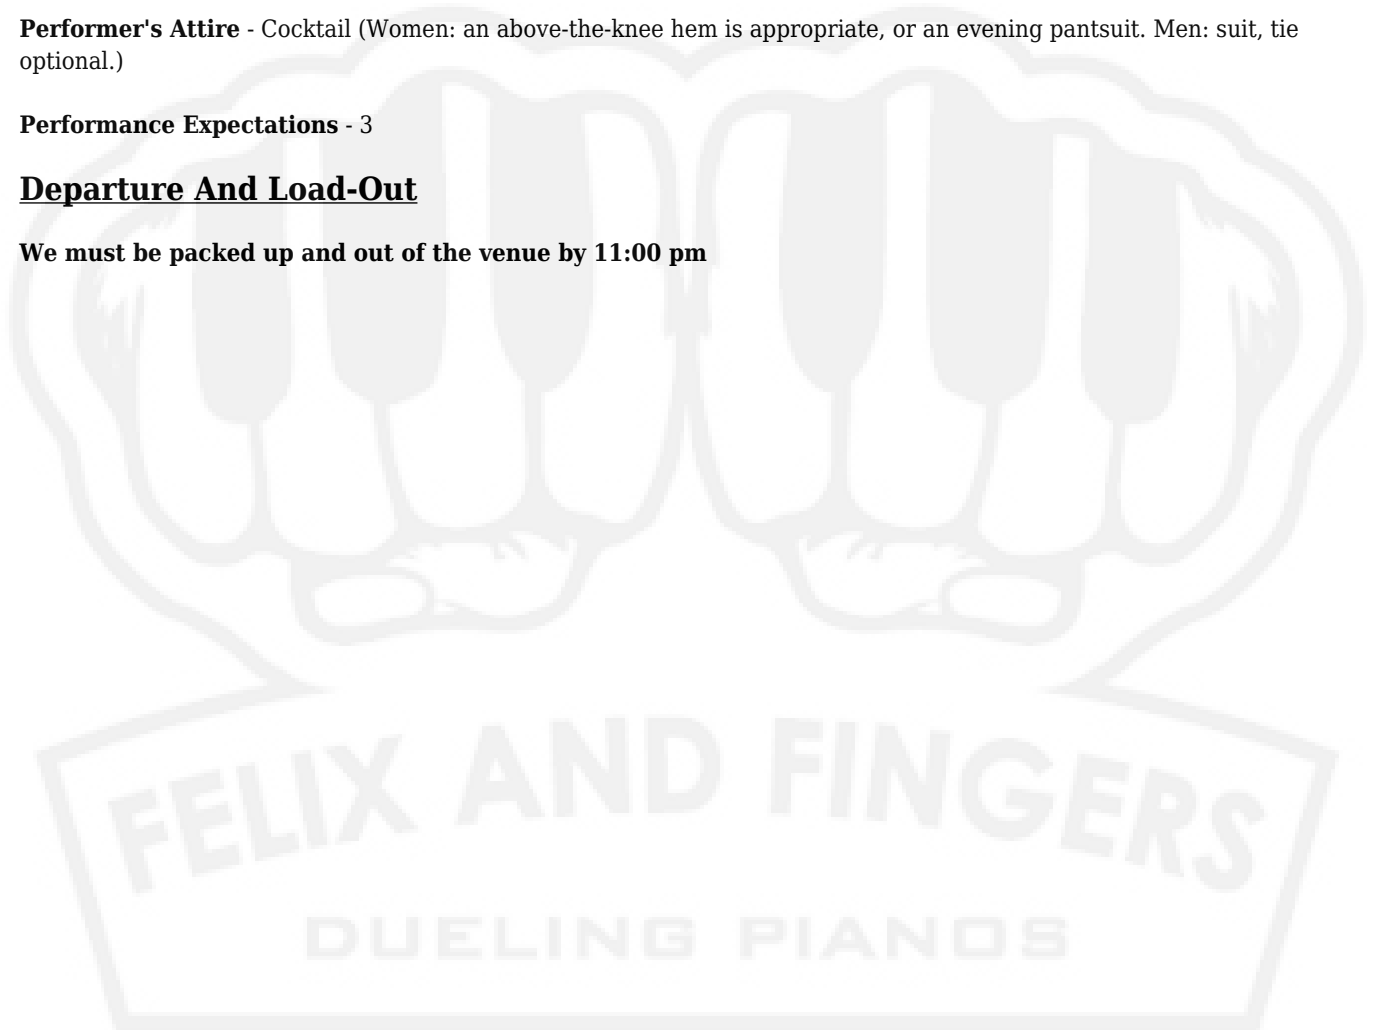 Performer's Attire - Cocktail (Women: an above-the-knee hem is appropriate, or an evening pantsuit. Men: suit, tie
optional.)
Performance Expectations - 3
Departure And Load-Out
We must be packed up and out of the venue by 11:00 pm
FELIX AND FINGERS
DUELING PIANOS